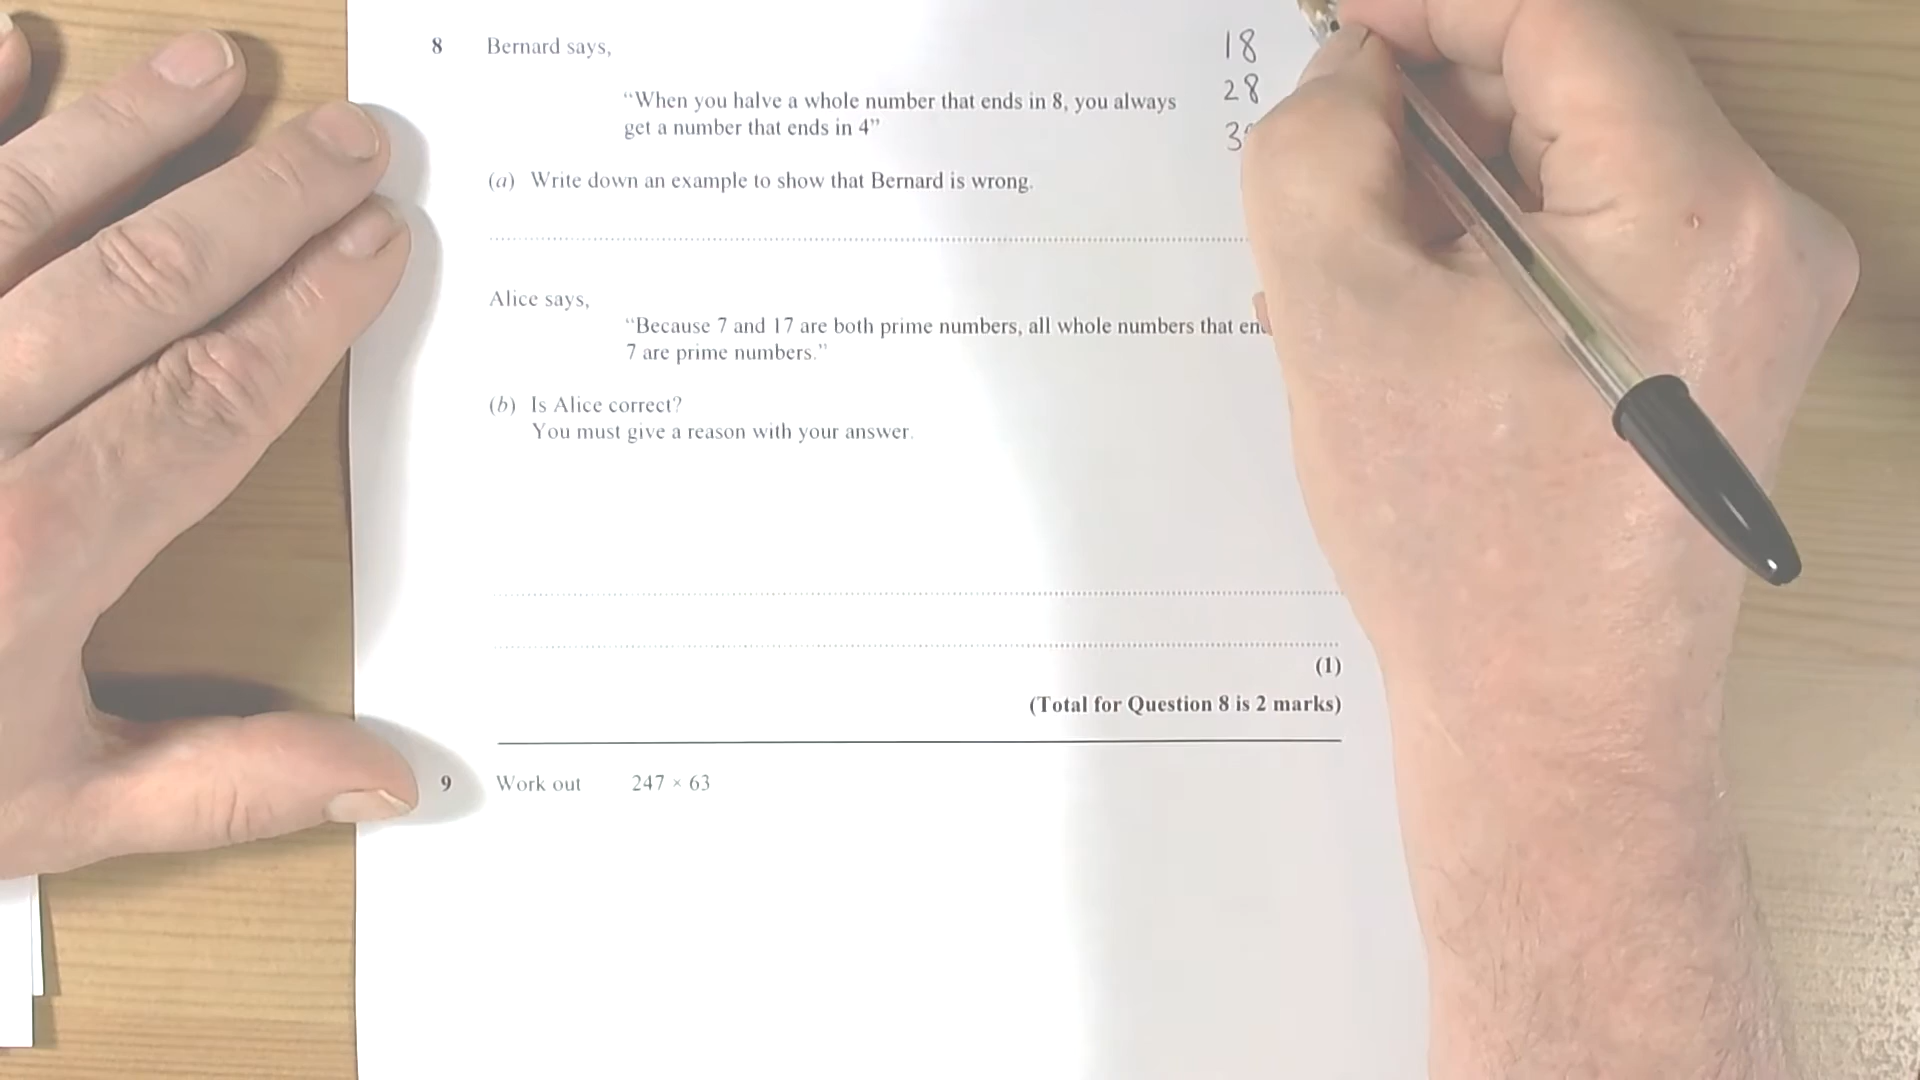 8 Bernard says,
18
28
"When you halve a whole number that ends in 8, you always
get a number that ends in 4"
3
(a) Write down an example to show that Bernard is wrong.
Alice says,
"Because 7 and 17 are both prime numbers, all whole numbers that
7 are prime numbers."
(b) Is Alice correct?
You must give a reason with your answer.
(1)
(Total for Question 8 is 2 marks)
9 Work out 247 × 63